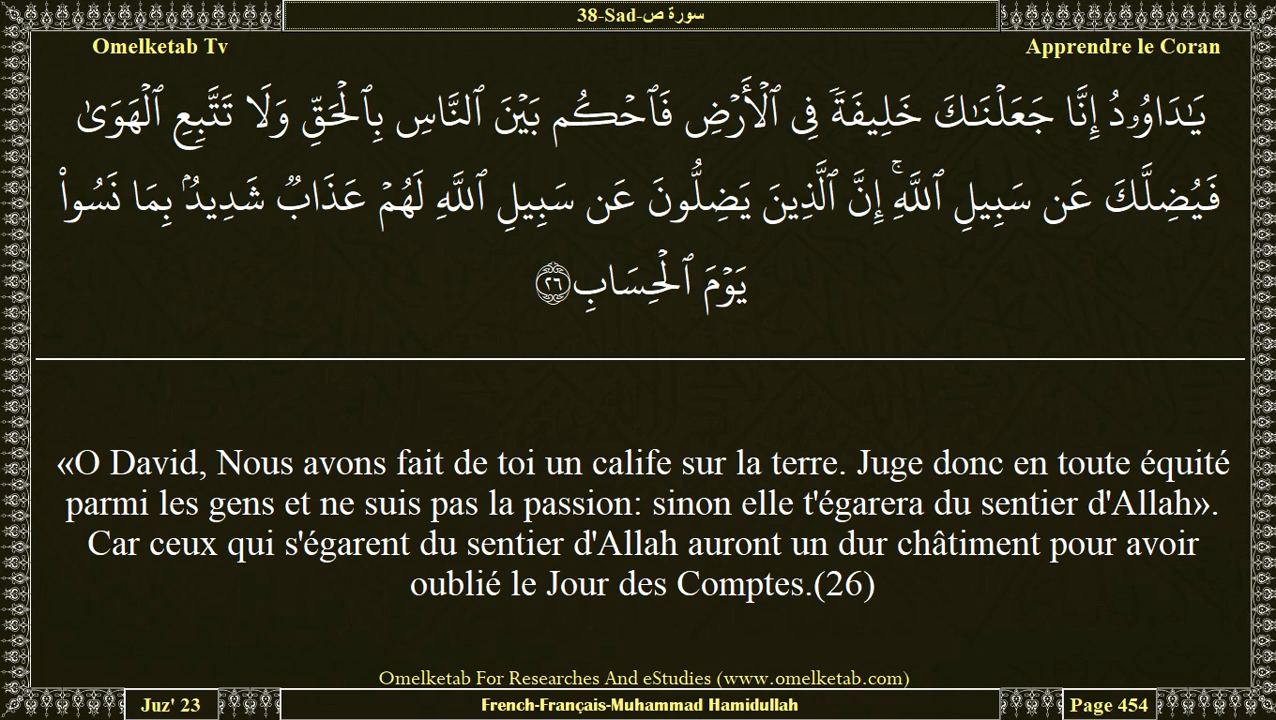 38-Sad-سورة ص
Omelketab Tv
Apprendre le Coran
يَـٰدَاوُۥدُ إِنَّا جَعَلْنَـٰكَ خَلِيفَةً فِى ٱلْأَرْضِ فَٱحْكُم بَيْنَ ٱلنَّاسِ بِٱلْحَقِّ وَلَا تَتَّبِعِ ٱلْهَوَىٰ
فَيُضِلَّكَ عَن سَبِيلِ ٱللَّهِ ۚ إِنَّ ٱلَّذِينَ يَضِلُّونَ عَن سَبِيلِ ٱللَّهِ لَهُمْ عَذَابٌ شَدِيدٌۢ بِمَا نَسُوا۟
يَوْمَ ٱلْحِسَابِ ٢٦
«O David, Nous avons fait de toi un calife sur la terre. Juge donc en toute équité
parmi les gens et ne suis pas la passion: sinon elle t'égarera du sentier d'Allah».
Car ceux qui s'égarent du sentier d'Allah auront un dur châtiment pour avoir
oublié le Jour des Comptes.(26)
Omelketab For Researches And eStudies (www.omelketab.com)
Juz' 23
French-Français-Muhammad Hamidullah
Page 454